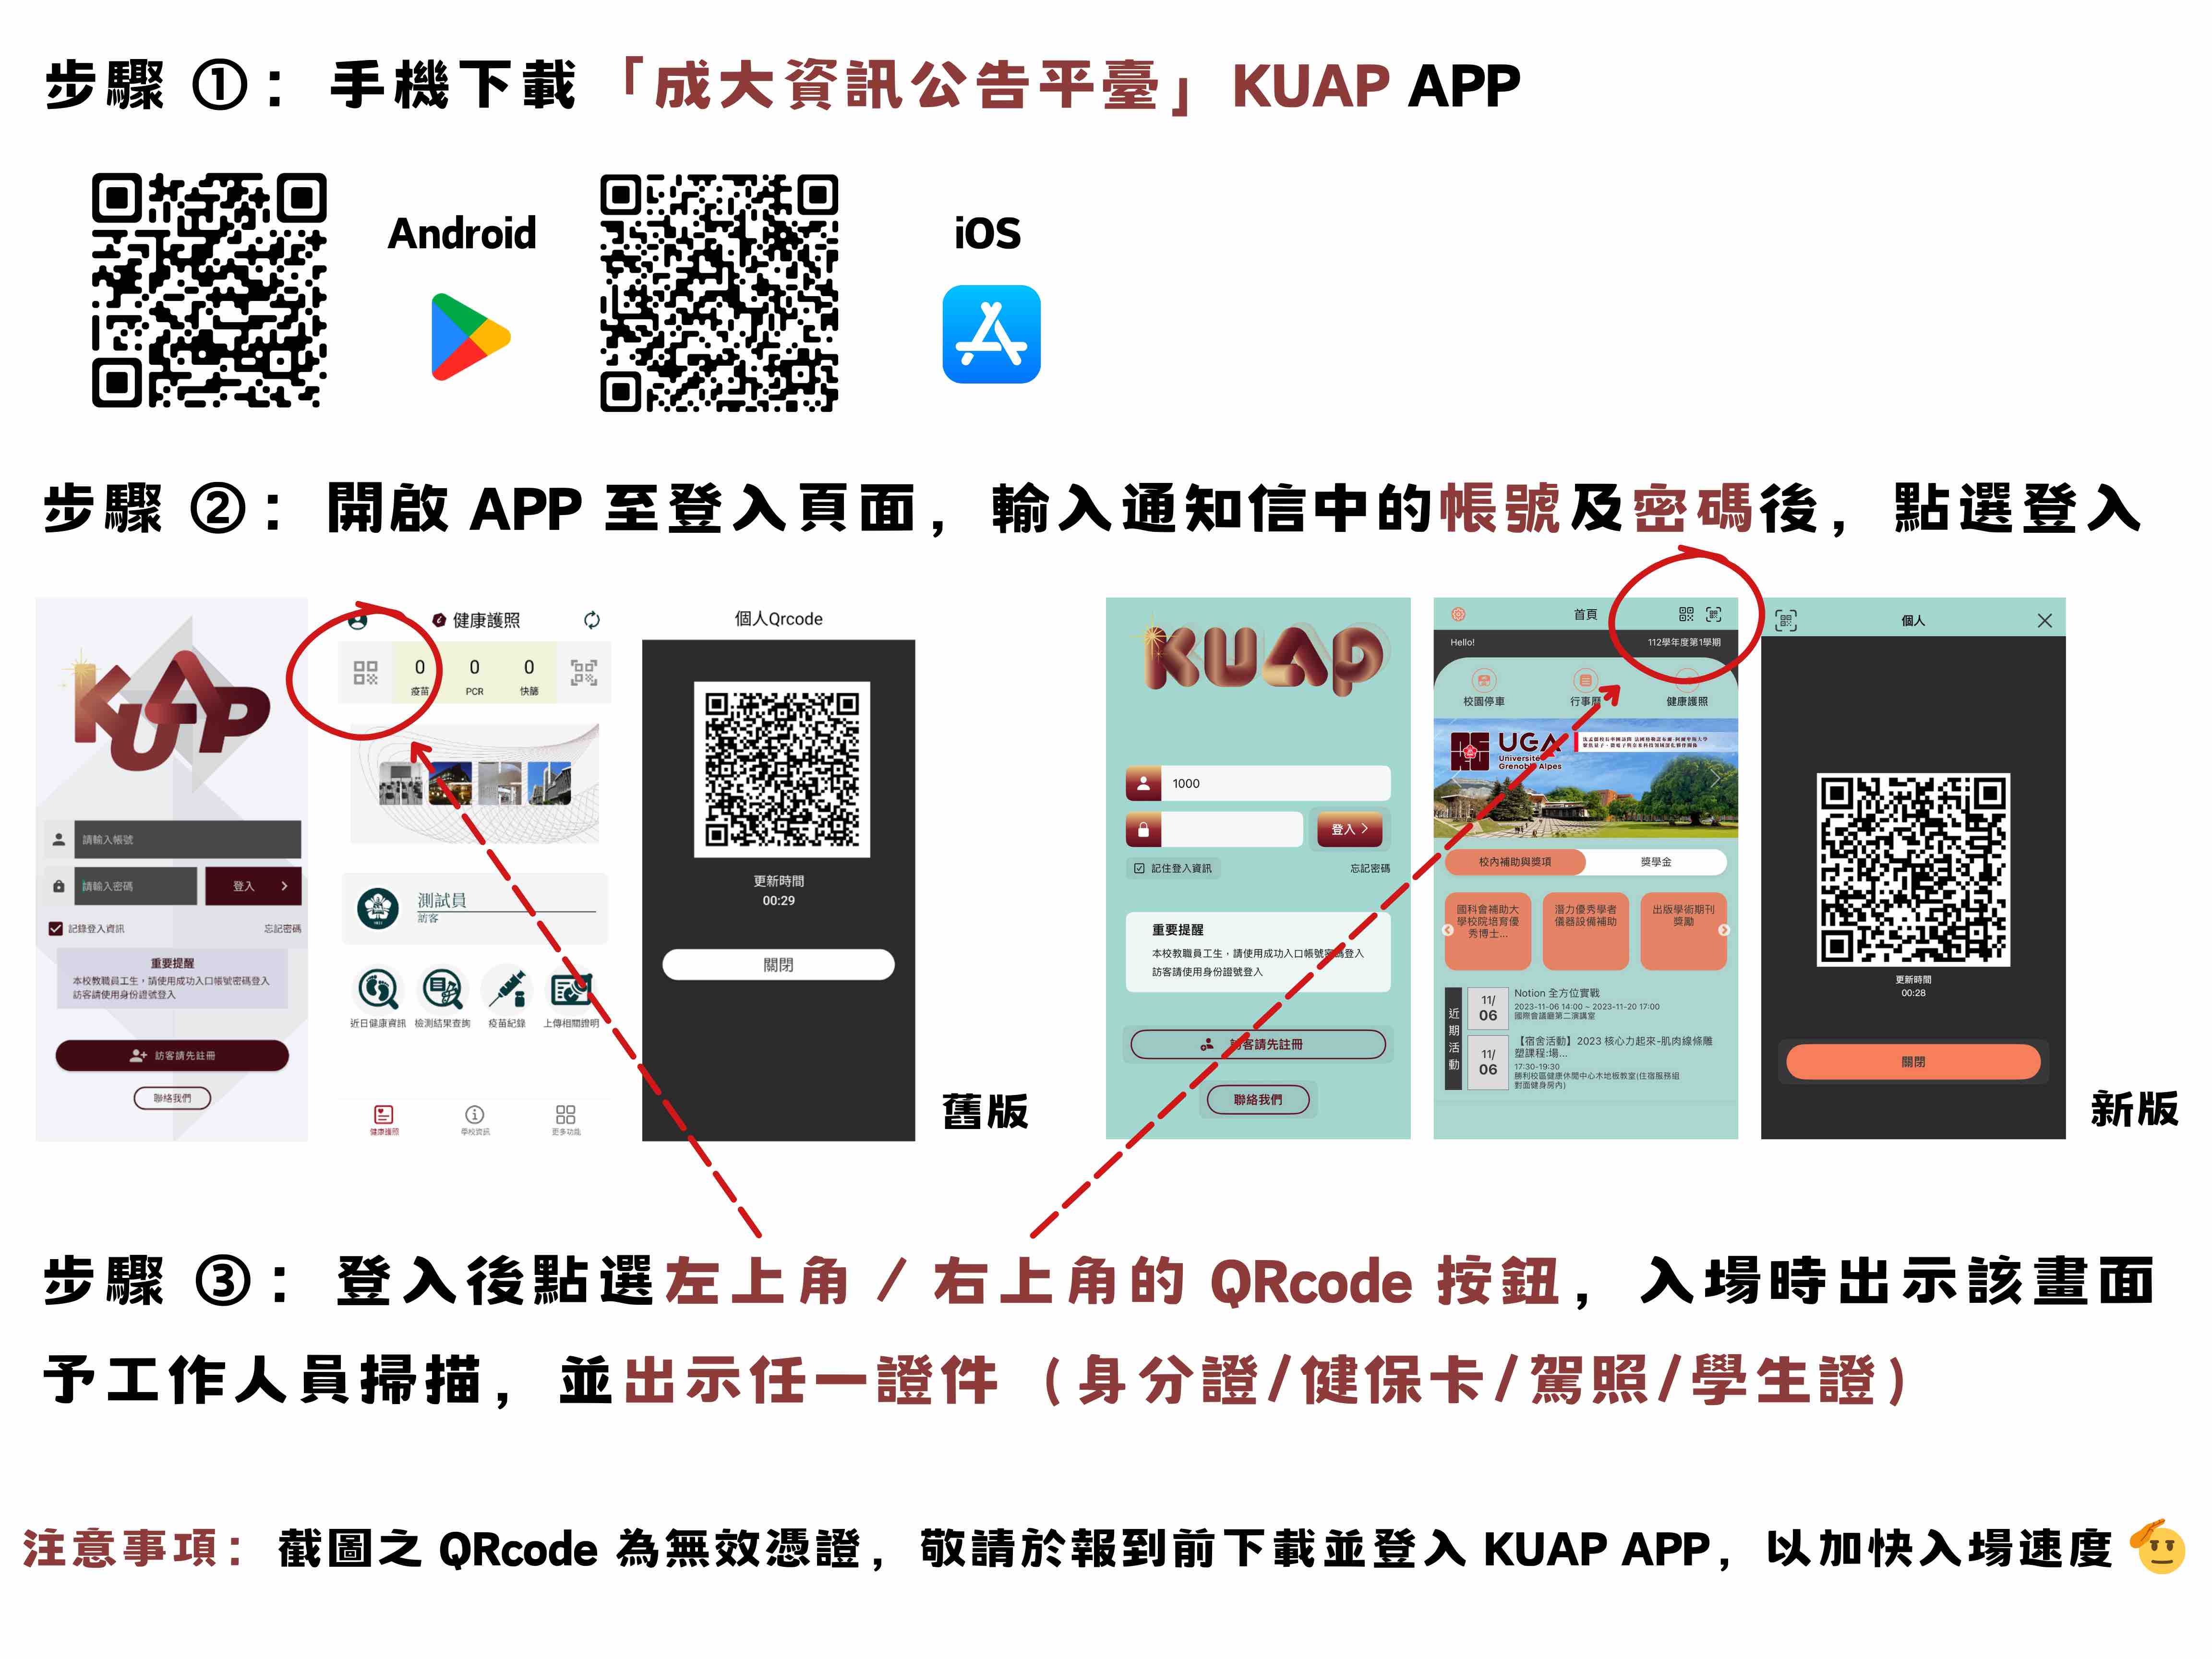 步驟 ①：手機下載「成大資訊公告平臺」KUAP APP
Android
iOS
步驟 ②：開啟 APP 至登入頁面，輸入通知信中的帳號及密碼後，點選登入
KUAP
請輸入帳號
請輸入密碼
登入
記錄登入資訊
忘記密碼
重要提醒
本校教職員工生，請使用成功入口帳號密碼登入
訪客請使用身份證號登入
訪客請先註冊
聯絡我們
健康護照
0 0 0
疫苗 PCR 快篩
測試員
訪客
近日健康資訊 檢測結果查詢 疫苗紀錄 上傳相關證明
健康護照 學校資訊 更多功能
個人Qrcode
更新時間
00:29
關閉
舊版
KUAP
1000
登入
記住登入資訊
忘記密碼
重要提醒
本校教職員工生，請使用成功入口帳號密碼登入
訪客請使用身份證號登入
訪客請先註冊
聯絡我們
首頁
Hello!
112學年度第1學期
校園停車 行事曆 健康護照
UGA
Université
Grenoble Alpes
校內補助與獎項 獎學金
國科會補助大
學校院培育優
秀博士...
潛力優秀學者
儀器設備補助
出版學術期刊
獎勵
近期活動
11/
06
Notion 全方位實戰
2023-11-06 14:00 ~ 2023-11-20 17:00
國際會議廳第二演講室
11/
06
【宿舍活動】2023 核心力起來-肌肉線條雕
塑課程:場...
17:30-19:30
勝利校區健康休閒中心木地板教室(住宿服務組
對面健身房內)
個人
更新時間
00:28
關閉
新版
步驟 ③：登入後點選左上角 / 右上角的 QRcode 按鈕，入場時出示該畫面
予工作人員掃描，並出示任一證件（身分證/健保卡/駕照/學生證）
注意事項：截圖之 QRcode 為無效憑證，敬請於報到前下載並登入 KUAP APP，以加快入場速度